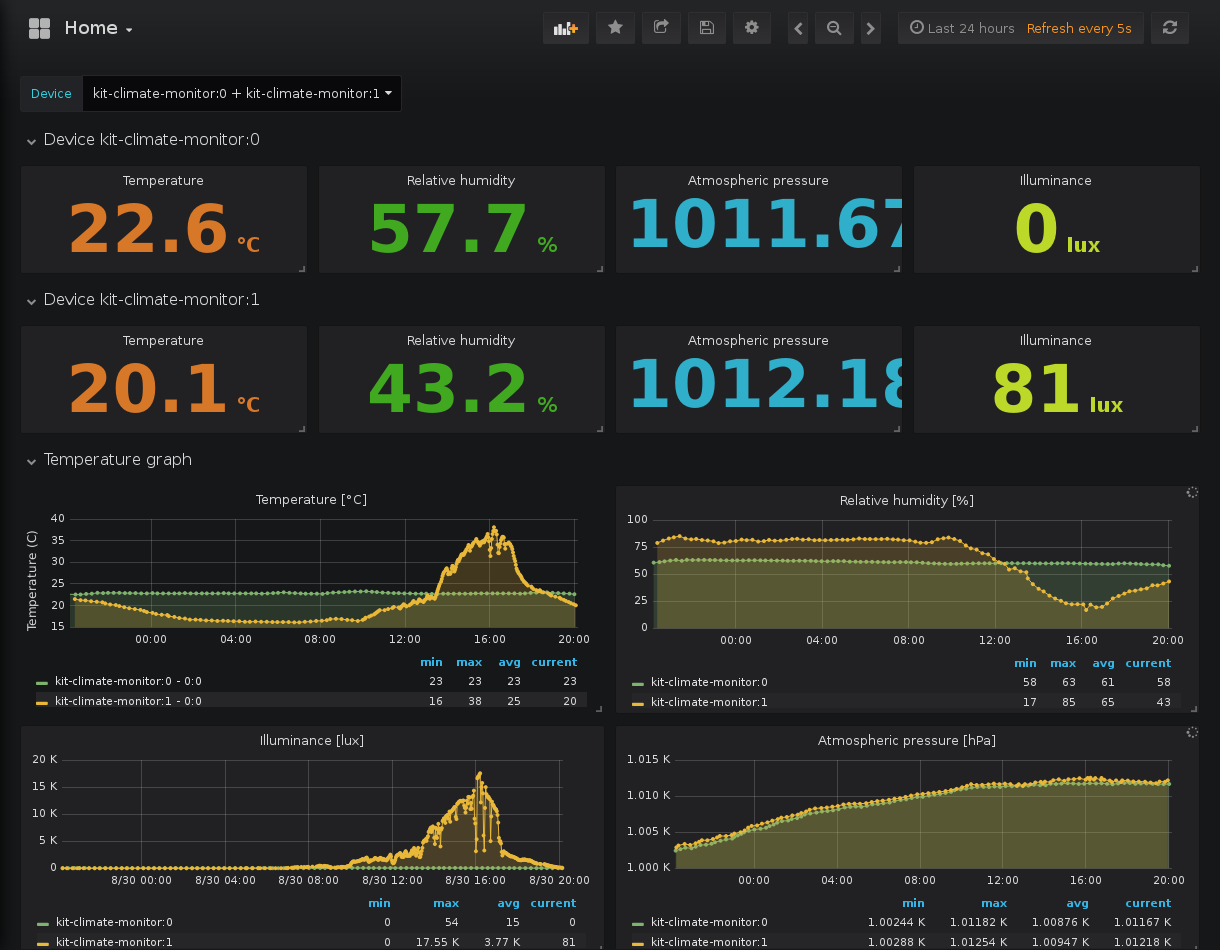 Home
Last 24 hours Refresh every 5s
Device kit-climate-monitor:0 + kit-climate-monitor:1
Device kit-climate-monitor:0
Temperature Relative humidity Atmospheric pressure Illuminance
22.6 °C 57.7 % 1011.67 0 lux
Device kit-climate-monitor:1
Temperature Relative humidity Atmospheric pressure Illuminance
20.1 °C 43.2 % 1012.18 81 lux
Temperature graph
Temperature [°C]
Temperature (C)
40
35
30
25
20
15
00:00 04:00 08:00 12:00 16:00 20:00
min max avg current
kit-climate-monitor:0 - 0:0 23 23 23 23
kit-climate-monitor:1 - 0:0 16 38 25 20
Relative humidity [%]
100
75
50
25
0
00:00 04:00 08:00 12:00 16:00 20:00
min max avg current
kit-climate-monitor:0 58 63 61 58
kit-climate-monitor:1 17 85 65 43
Illuminance [lux]
20 K
15 K
10 K
5 K
0
8/30 00:00 8/30 04:00 8/30 08:00 8/30 12:00 8/30 16:00 8/30 20:00
min max avg current
kit-climate-monitor:0 0 54 15 0
kit-climate-monitor:1 0 17.55 K 3.77 K 81
Atmospheric pressure [hPa]
1.015 K
1.010 K
1.005 K
1.000 K
00:00 04:00 08:00 12:00 16:00 20:00
min max avg current
kit-climate-monitor:0 1.00244 K 1.01182 K 1.00876 K 1.01167 K
kit-climate-monitor:1 1.00288 K 1.01254 K 1.00947 K 1.01218 K